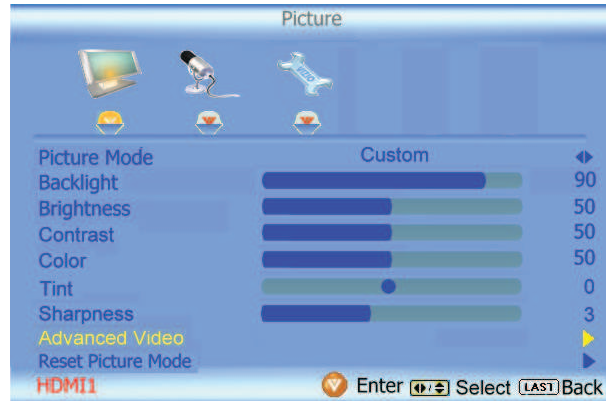 Picture
VIZIO
Picture Mode Custom
Backlight 90
Brightness 50
Contrast 50
Color 50
Tint 0
Sharpness 3
Advanced Video
Reset Picture Mode
HDMI1 Enter Select LAST Back